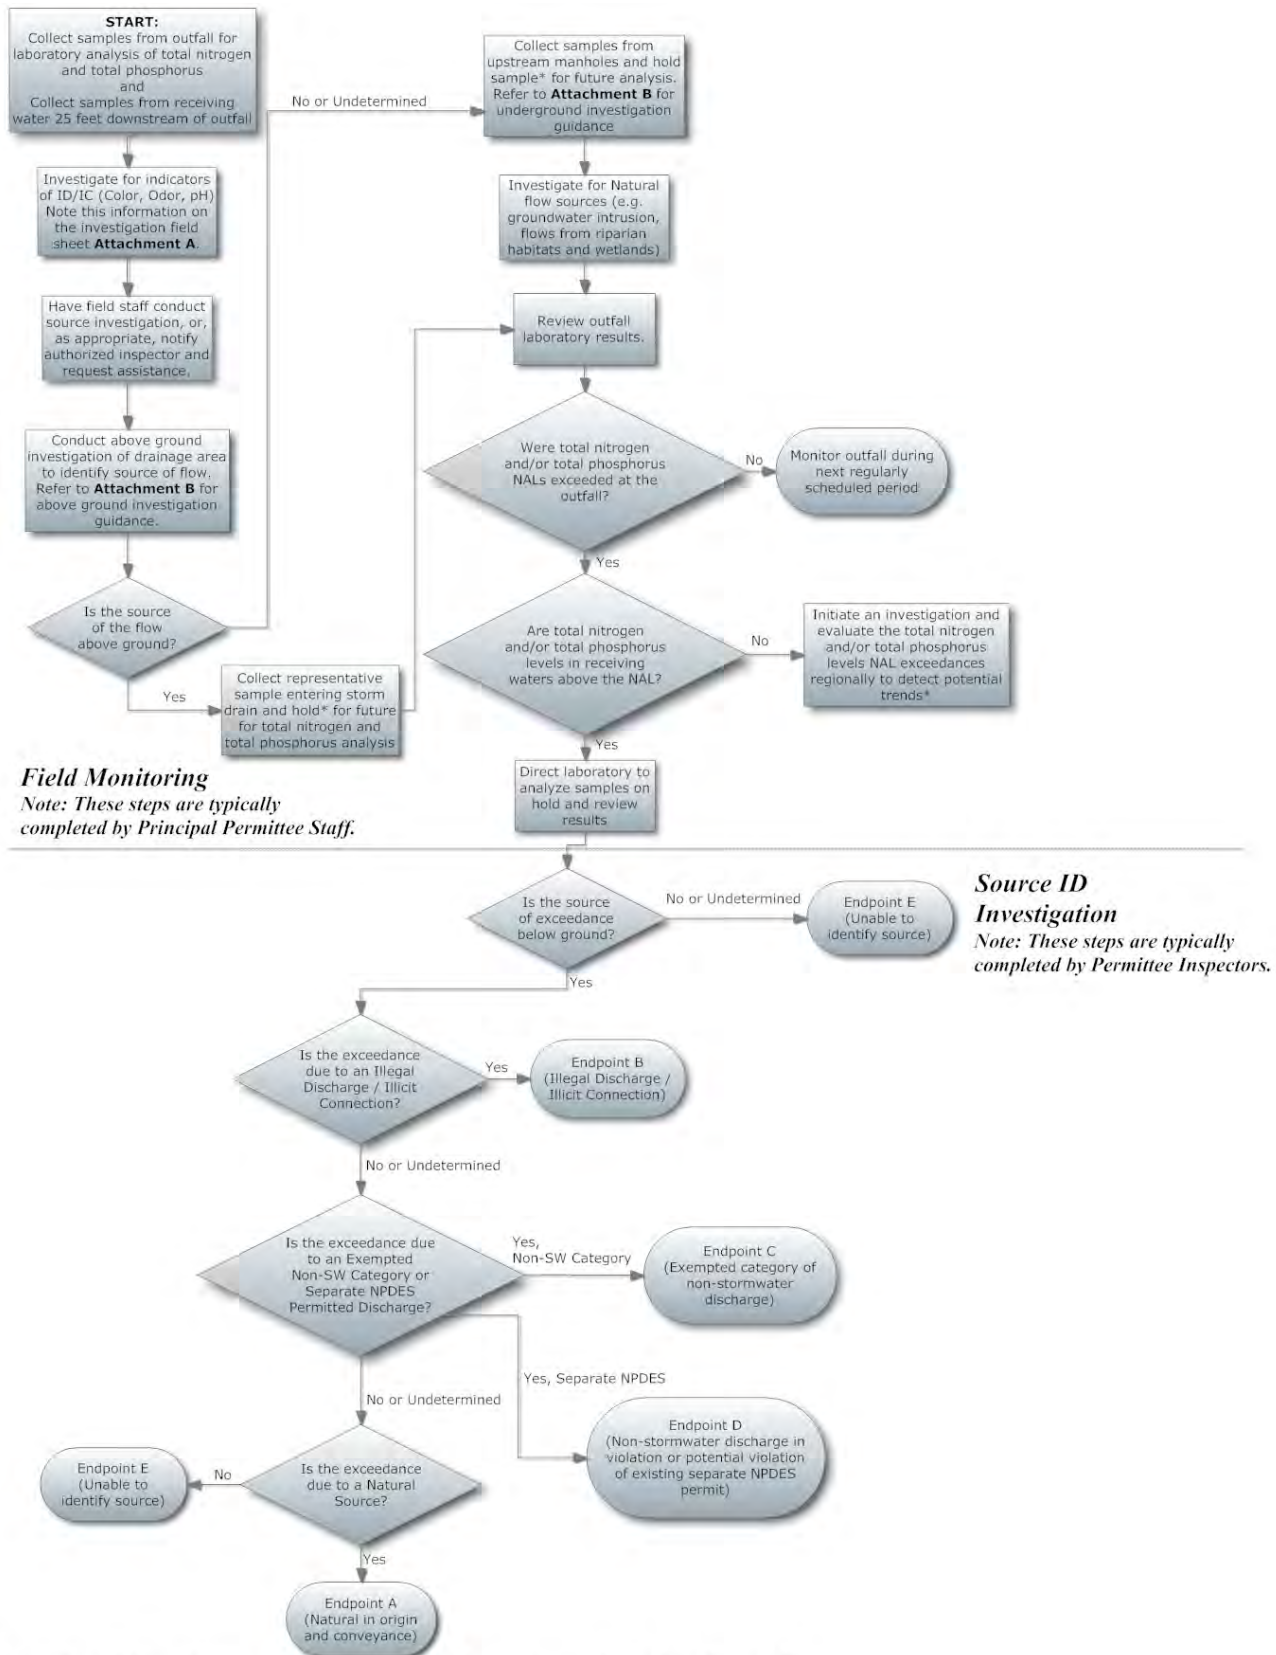 START:
Collect samples from outfall for
laboratory analysis of total nitrogen
and total phosphorus
and
Collect samples from receiving
water 25 feet downstream of outfall
Investigate for indicators
of ID/IC (Color, Odor, pH)
Note this information on
the investigation field
sheet Attachment A.
Have field staff conduct
source investigation, or,
as appropriate, notify
authorized inspector and
request assistance.
Conduct above ground
investigation of drainage area
to identify source of flow.
Refer to Attachment B for
above ground investigation
guidance.
Is the source
of the flow
above ground?
Yes
Collect representative
sample entering storm
drain and hold* for future
for total nitrogen and
total phosphorus analysis
No or Undetermined
Collect samples from
upstream manholes and hold
sample* for future analysis.
Refer to Attachment B for
underground investigation
guidance
Investigate for Natural
flow sources (e.g.
groundwater intrusion,
flows from riparian
habitats and wetlands)
Review outfall
laboratory results.
Were total nitrogen
and/or total phosphorus
NALs exceeded at the
outfall?
No
Monitor outfall during
next regularly
scheduled period
Yes
Are total nitrogen
and/or total phosphorus
levels in receiving
waters above the NAL?
No
Initiate an investigation and
evaluate the total nitrogen
and/or total phosphorus
levels NAL exceedances
regionally to detect potential
trends*
Yes
Direct laboratory to
analyze samples on
hold and review
results
Field Monitoring
Note: These steps are typically
completed by Principal Permittee Staff.
Source ID
Investigation
Note: These steps are typically
completed by Permittee Inspectors.
Is the source
of exceedance
below ground?
No or Undetermined
Endpoint E
(Unable to
identify source)
Yes
Is the exceedance
due to an Illegal
Discharge / Illicit
Connection?
Yes
Endpoint B
(Illegal Discharge /
Illicit Connection)
No or Undetermined
Is the exceedance due
to an Exempted
Non-SW Category or
Separate NPDES
Permitted Discharge?
Yes,
Non-SW Category
Endpoint C
(Exempted category of
non-stormwater
discharge)
Yes, Separate NPDES
Endpoint D
(Non-stormwater discharge in
violation or potential violation
of existing separate NPDES
permit)
No or Undetermined
Is the exceedance
due to a Natural
Source?
No
Endpoint E
(Unable to
identify source)
Yes
Endpoint A
(Natural in origin
and conveyance)